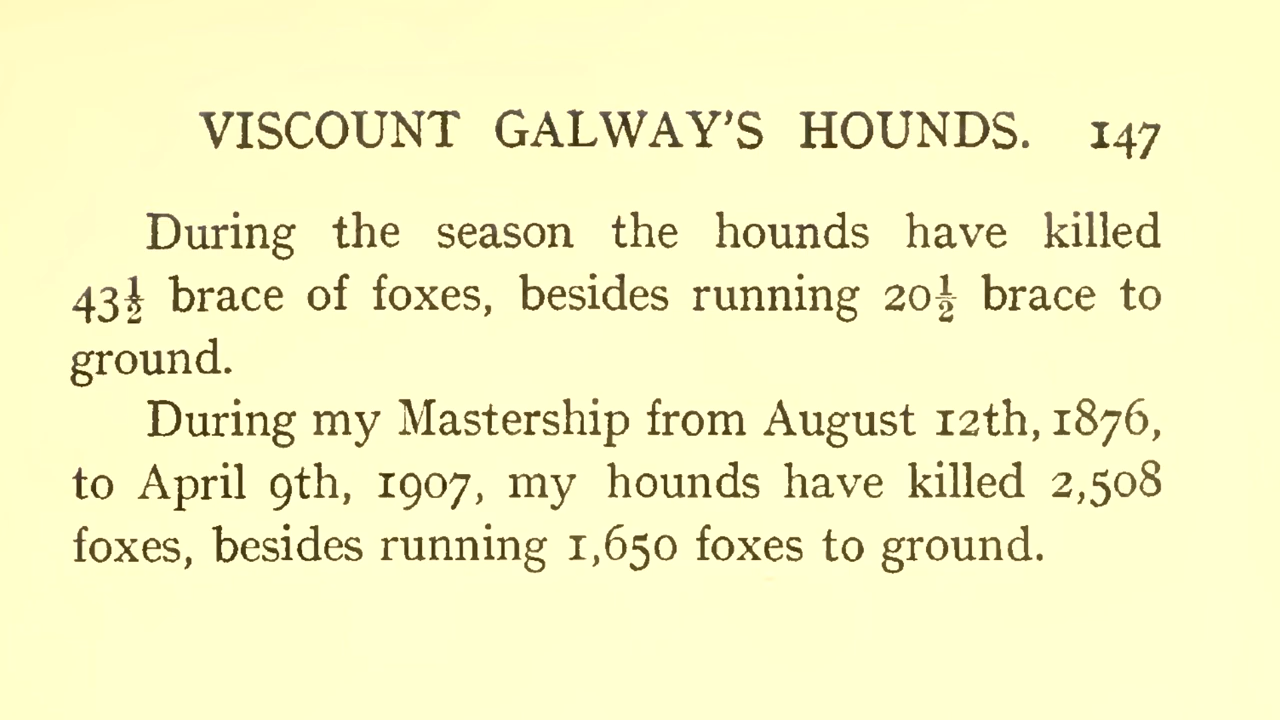 VISCOUNT GALWAY'S HOUNDS. 147
During the season the hounds have killed
43½ brace of foxes, besides running 20½ brace to
ground.
During my Mastership from August 12th, 1876,
to April 9th, 1907, my hounds have killed 2,508
foxes, besides running 1,650 foxes to ground.